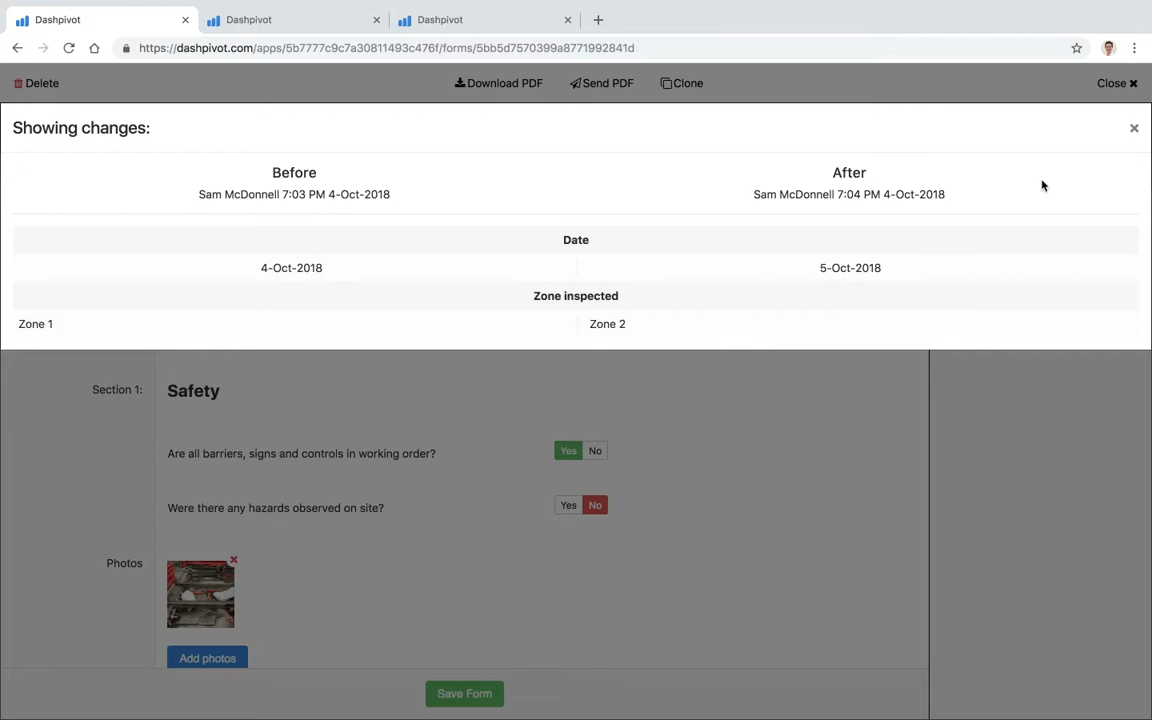 Dashpivot
Dashpivot
Dashpivot
https://dashpivot.com/apps/5b7777c9c7a30811493c476f/forms/5bb5d7570399a8771992841d
Delete
Download PDF
Send PDF
Clone
Close
Showing changes:
Before
After
Sam McDonnell 7:03 PM 4-Oct-2018
Sam McDonnell 7:04 PM 4-Oct-2018
Date
4-Oct-2018
5-Oct-2018
Zone inspected
Zone 1
Zone 2
Section 1:
Safety
Are all barriers, signs and controls in working order?
Yes
No
Were there any hazards observed on site?
Yes
No
Photos
Add photos
Save Form